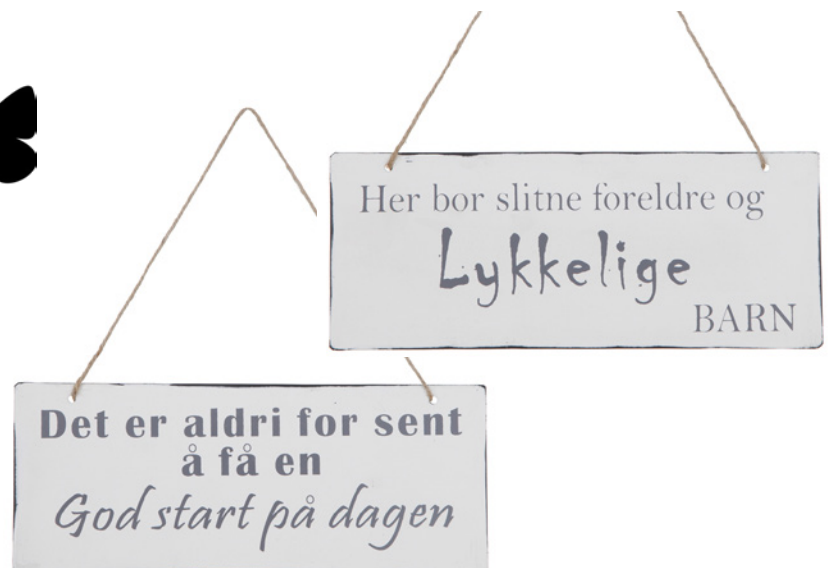 Her bor slitne foreldre og
Lykkelige
BARN
Det er aldri for sent
å få en
God start på dagen